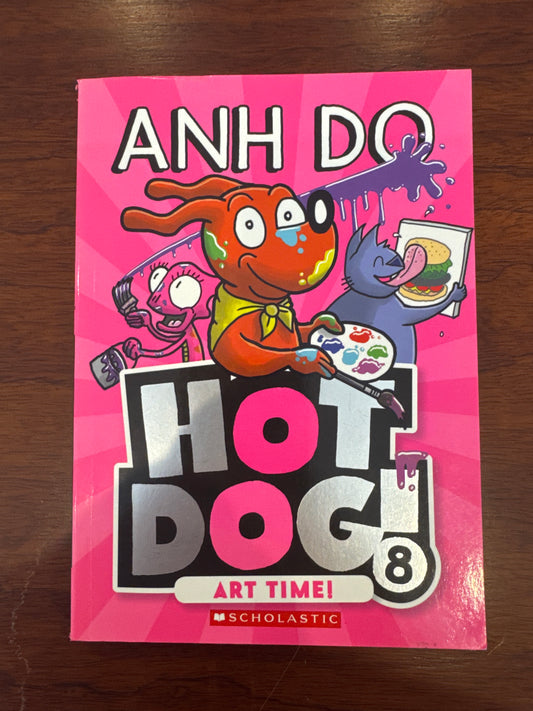 ANH DO
HOT
DOG!
8
ART TIME!
SCHOLASTIC